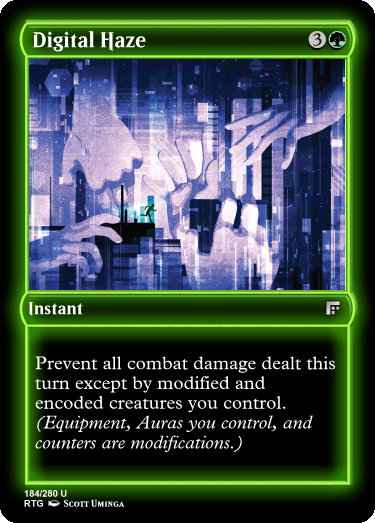 Digital Haze
3
Instant
Prevent all combat damage dealt this
turn except by modified and
encoded creatures you control.
(Equipment, Auras you control, and
counters are modifications.)
184/280 U
RTG Scott Uminga